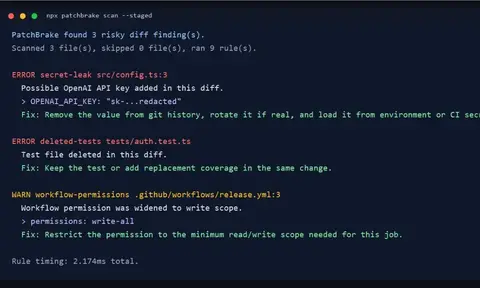 npx patchbrake scan --staged
PatchBrake found 3 risky diff finding(s).
Scanned 3 file(s), skipped 0 file(s), ran 9 rule(s).
ERROR secret-leak src/config.ts:3
Possible OpenAI API key added in this diff.
> OPENAI_API_KEY: "sk-...redacted"
Fix: Remove the value from git history, rotate it if real, and load it from environment or CI sec
ERROR deleted-tests tests/auth.test.ts
Test file deleted in this diff.
Fix: Keep the test or add replacement coverage in the same change.
WARN workflow-permissions .github/workflows/release.yml:3
Workflow permission was widened to write scope.
> permissions: write-all
Fix: Restrict the permission to the minimum read/write scope needed for this job.
Rule timing: 2.174ms total.